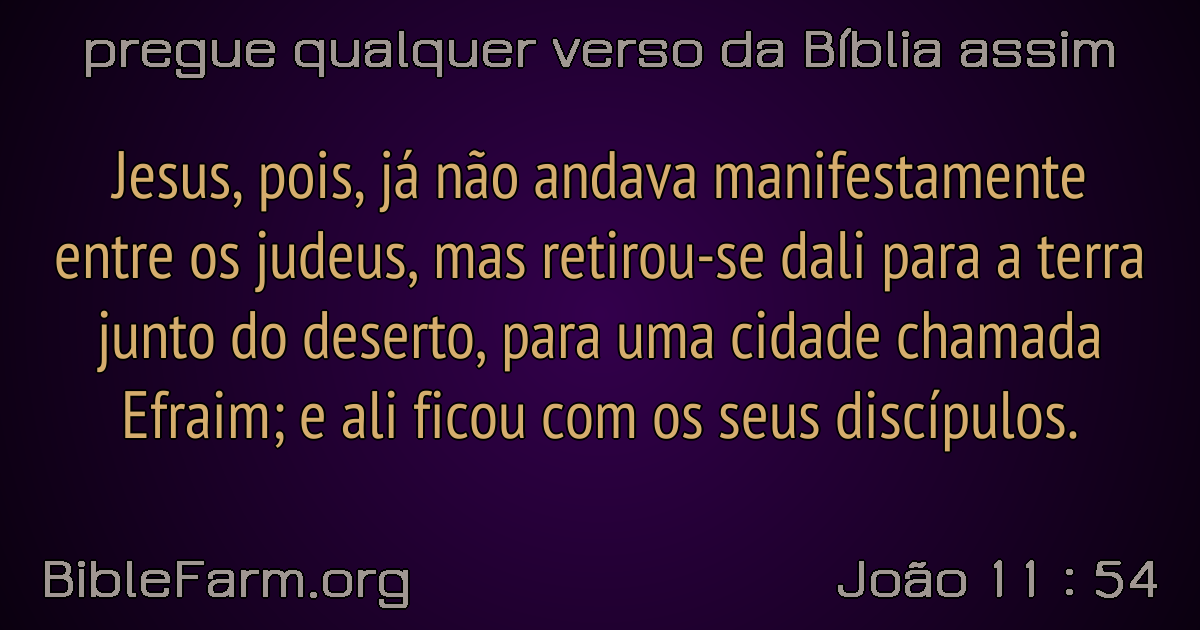 pregue qualquer verso da Bíblia assim
Jesus, pois, já não andava manifestamente
entre os judeus, mas retirou-se dali para a terra
junto do deserto, para uma cidade chamada
Efraim; e ali ficou com os seus discípulos.
BibleFarm.org
João 11 : 54